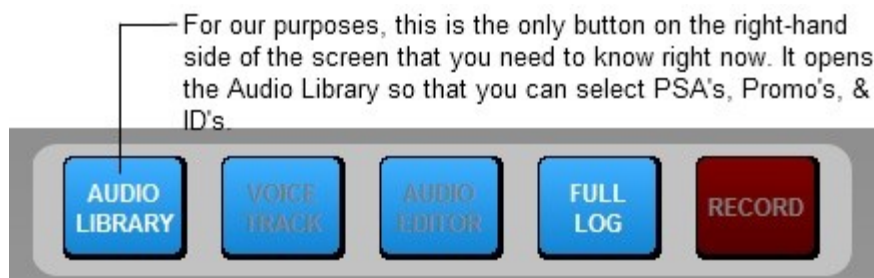 For our purposes, this is the only button on the right-hand
side of the screen that you need to know right now. It opens
the Audio Library so that you can select PSA's, Promo's, &
ID's.
AUDIO
LIBRARY
VOICE
TRACK
AUDIO
EDITOR
FULL
LOG
RECORD